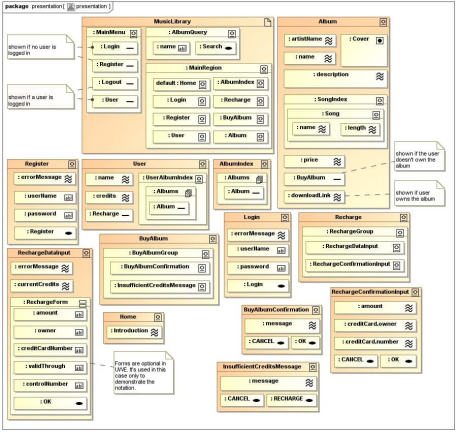 package presentation[ presentation ]
MusicLibrary
: MainMenu
: Login
: Register
: Logout
: User
: AlbumQuery
: name
: Search
: MainRegion
default : Home
: AlbumIndex
: Login
: Recharge
: Register
: BuyAlbum
: User
: Album
shown if no user is
logged in
shown if a user is
logged in
Album
: artistName
: Cover
: name
: description
: SongIndex
: Song
: name
: length
: price
: BuyAlbum
: downloadLink
shown if the user
doesn't own the
album
shown if user
owns the album
Register
: errorMessage
: userName
: password
: Register
User
: name
: credits
: Recharge
: UserAlbumIndex
: Albums
: Album
AlbumIndex
: Albums
: Album
Login
: errorMessage
: userName
: password
: Login
Recharge
: RechargeGroup
: RechargeDataInput
: RechargeConfirmationInput
RechargeDataInput
: errorMessage
: currentCredits
: RechargeForm
: amount
: owner
: creditCardNumber
: validThrough
: controlNumber
: OK
BuyAlbum
: BuyAlbumGroup
: BuyAlbumConfirmation
: InsufficientCreditsMessage
Home
: Introduction
Forms are optional in
UWE. It's used in this
case only to
demonstrate the
notation.
BuyAlbumConfirmation
: message
: CANCEL
: OK
RechargeConfirmationInput
: amount
: creditCard.owner
: creditCard.number
: CANCEL
: OK
InsufficientCreditsMessage
: message
: CANCEL
: RECHARGE